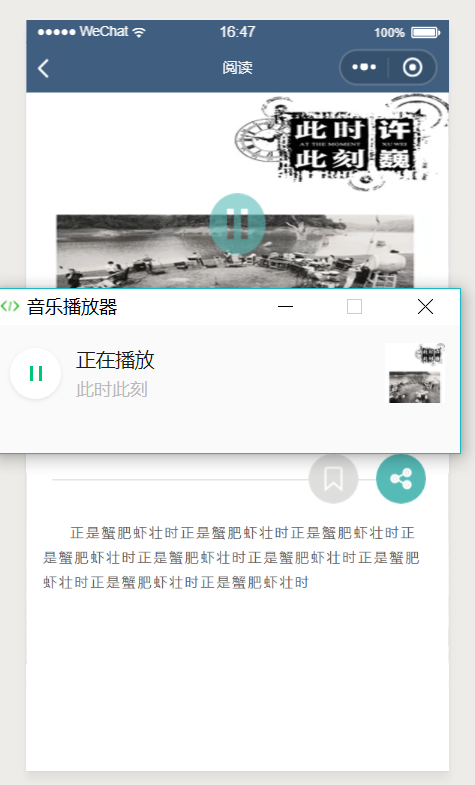 WeChat 16:47 100%
阅读
此时 许
AT THE MOMENT XU WEI
此刻 巍
音乐播放器
正在播放
此时此刻
正是蟹肥虾壮时正是蟹肥虾壮时正是蟹肥虾壮时正
是蟹肥虾壮时正是蟹肥虾壮时正是蟹肥虾壮时正是蟹肥
虾壮时正是蟹肥虾壮时正是蟹肥虾壮时